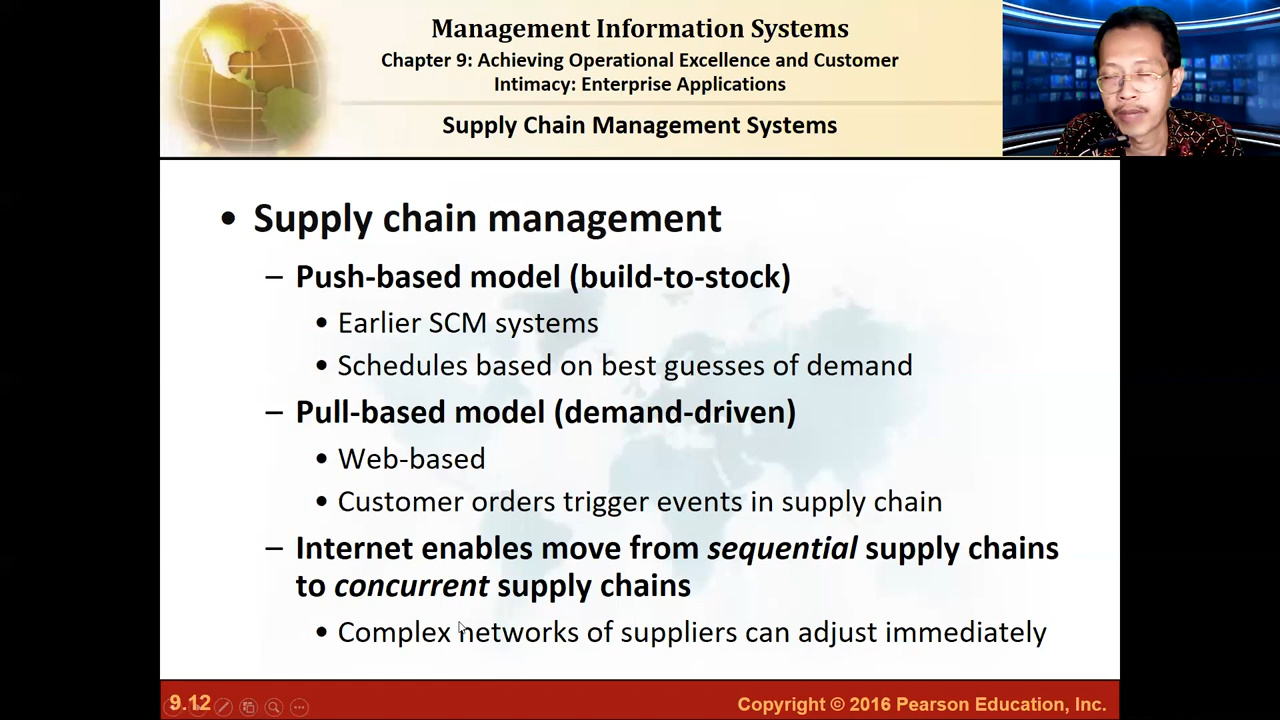 Management Information Systems
Chapter 9: Achieving Operational Excellence and Customer
Intimacy: Enterprise Applications
Supply Chain Management Systems
• Supply chain management
– Push-based model (build-to-stock)
• Earlier SCM systems
• Schedules based on best guesses of demand
– Pull-based model (demand-driven)
• Web-based
• Customer orders trigger events in supply chain
– Internet enables move from sequential supply chains
to concurrent supply chains
• Complex networks of suppliers can adjust immediately
9.12
Copyright © 2016 Pearson Education, Inc.